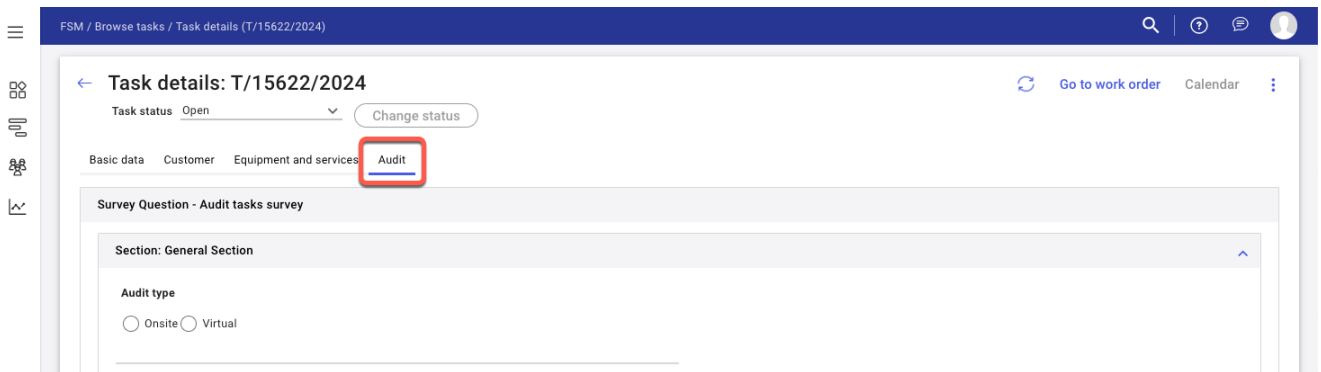 FSM / Browse tasks / Task details (T/15622/2024)
Task details: T/15622/2024
Go to work order
Calendar
Task status Open
Change status
Basic data Customer Equipment and services Audit
Survey Question - Audit tasks survey
Section: General Section
Audit type
Onsite Virtual